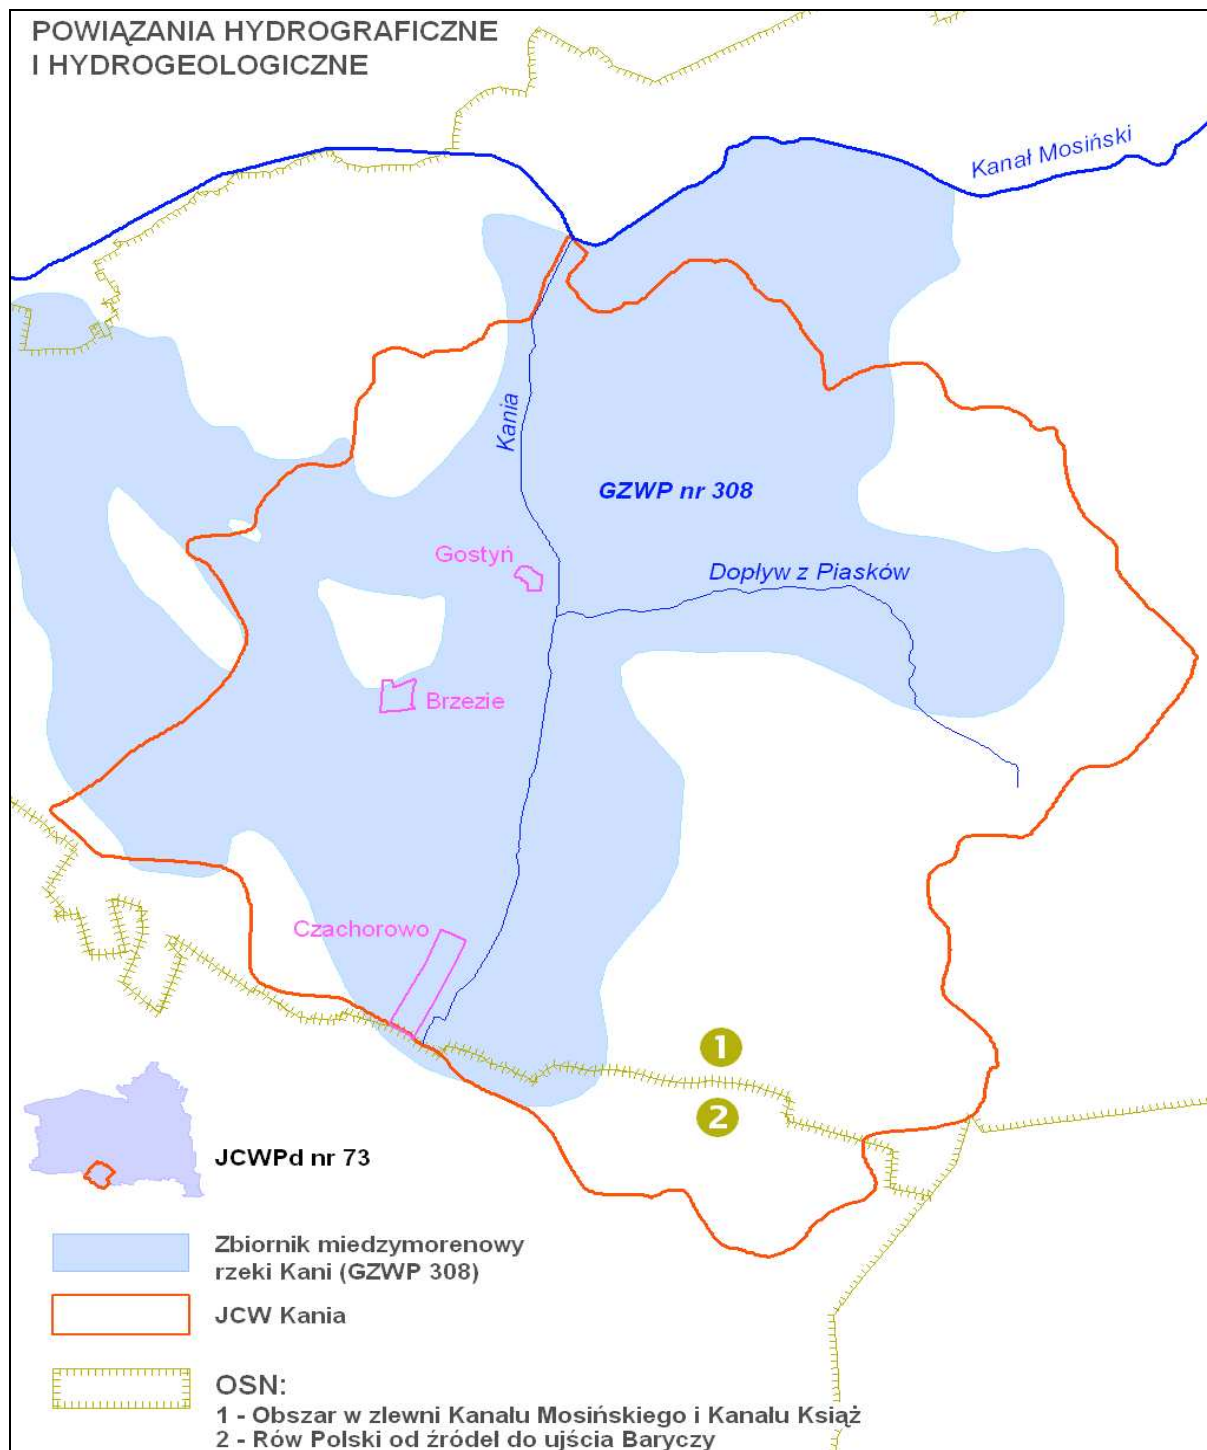 POWIĄZANIA HYDROGRAFICZNE
I HYDROGEOLOGICZNE
Kanał Mosiński
Kania
GZWP nr 308
Gostyń
Dopływ z Piasków
Brzezie
Czachorowo
1
2
JCWPd nr 73
Zbiornik miedzymorenowy
rzeki Kani (GZWP 308)
JCW Kania
OSN:
1 - Obszar w zlewni Kanału Mosińskiego i Kanału Książ
2 - Rów Polski od źródeł do ujścia Baryczy